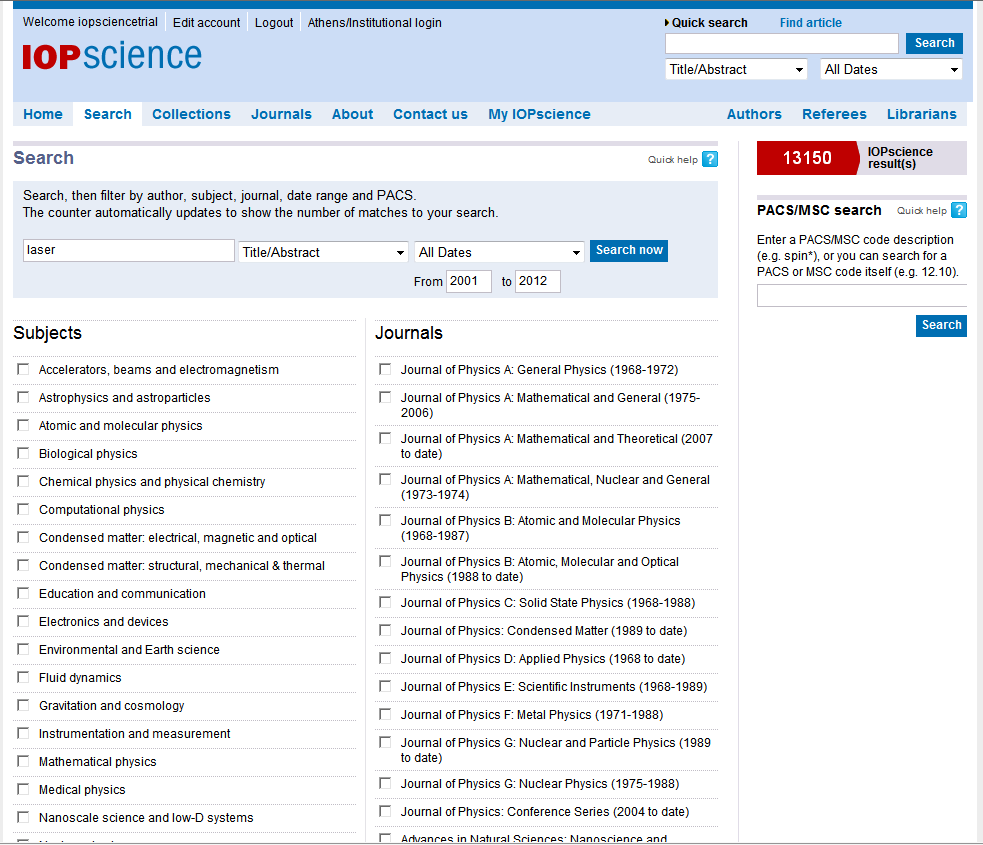 Welcome iopsciencetrial Edit account Logout Athens/Institutional login
Quick search Find article
IOPscience
Search
Title/Abstract All Dates
Home Search Collections Journals About Contact us My IOPscience Authors Referees Librarians
Search
Quick help ?
Search, then filter by author, subject, journal, date range and PACS.
The counter automatically updates to show the number of matches to your search.
laser Title/Abstract All Dates Search now
From 2001 to 2012
Subjects
Accelerators, beams and electromagnetism
Astrophysics and astroparticles
Atomic and molecular physics
Biological physics
Chemical physics and physical chemistry
Computational physics
Condensed matter: electrical, magnetic and optical
Condensed matter: structural, mechanical & thermal
Education and communication
Electronics and devices
Environmental and Earth science
Fluid dynamics
Gravitation and cosmology
Instrumentation and measurement
Mathematical physics
Medical physics
Nanoscale science and low-D systems
Journals
Journal of Physics A: General Physics (1968-1972)
Journal of Physics A: Mathematical and General (1975-
2006)
Journal of Physics A: Mathematical and Theoretical (2007
to date)
Journal of Physics A: Mathematical, Nuclear and General
(1973-1974)
Journal of Physics B: Atomic and Molecular Physics
(1968-1987)
Journal of Physics B: Atomic, Molecular and Optical
Physics (1988 to date)
Journal of Physics C: Solid State Physics (1968-1988)
Journal of Physics: Condensed Matter (1989 to date)
Journal of Physics D: Applied Physics (1968 to date)
Journal of Physics E: Scientific Instruments (1968-1989)
Journal of Physics F: Metal Physics (1971-1988)
Journal of Physics G: Nuclear and Particle Physics (1989
to date)
Journal of Physics G: Nuclear Physics (1975-1988)
Journal of Physics: Conference Series (2004 to date)
Advances in Natural Sciences: Nanoscience and
13150
IOPscience
result(s)
PACS/MSC search Quick help ?
Enter a PACS/MSC code description
(e.g. spin*), or you can search for a
PACS or MSC code itself (e.g. 12.10).
Search